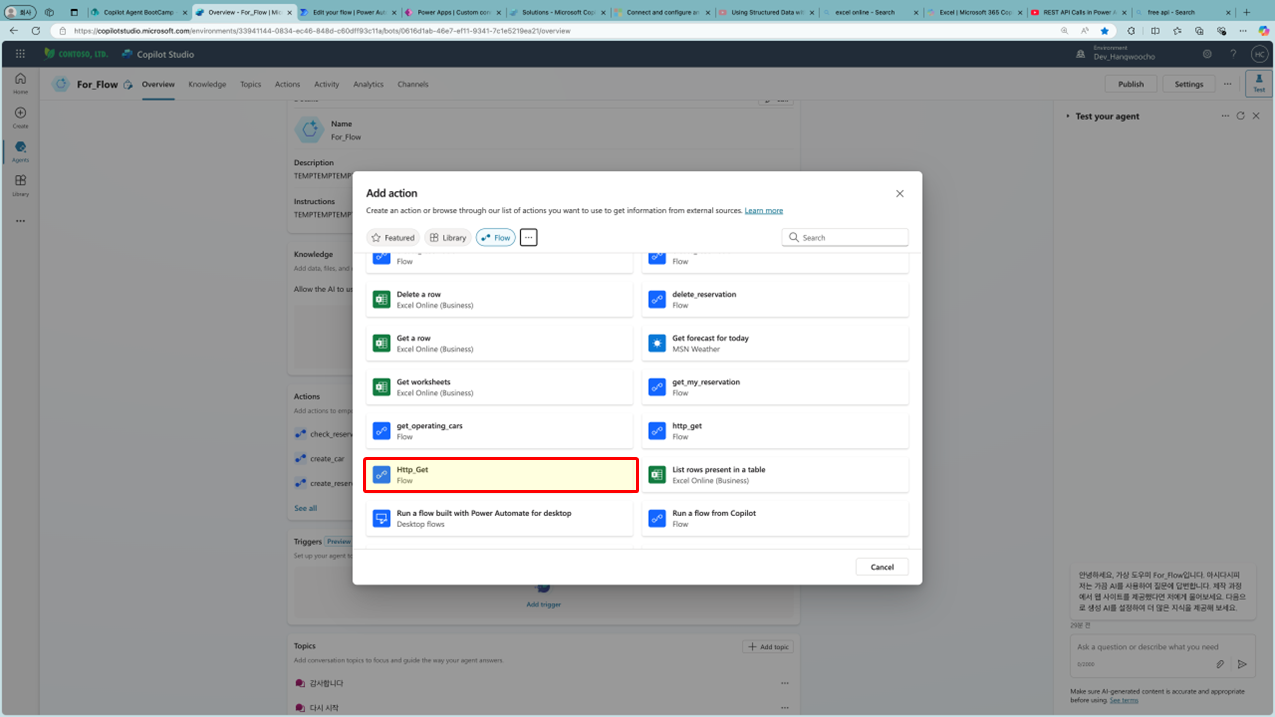 회사
Copilot Agent BootCamp -
Overview - For_Flow | Mic
Edit your flow | Power Aut
Power Apps | Custom con
Solutions - Microsoft Cop
Connect and configure an
Using Structured Data wit
excel online - Search
Excel | Microsoft 365 Cop
REST API Calls in Power A
free api - Search
https://copilotstudio.microsoft.com/environments/33941144-0834-ec46-848d-c60df93c11a/bots/0616d1ab-46e7-ef11-9341-7c1e5219ea21/overview
CONTOSO, LTD.
Copilot Studio
Environment
Dev_Hangwoocho
HC
Home
Create
Agents
Library
For_Flow
Overview
Knowledge
Topics
Actions
Activity
Analytics
Channels
Publish
Settings
Test
Name
For_Flow
Description
TEMPTEMPTEMP
Instructions
TEMPTEMPTEMP
Knowledge
Add data, files, and
Allow the AI to us
Actions
Add actions to emp
check_reserv
create_car
create_reser
See all
Triggers Preview
Set up your agent to
Add trigger
Topics
Add topic
Add conversation topics to focus and guide the way your agent answers.
감사합니다
다시 시작
Add action
Create an action or browse through our list of actions you want to use to get information from external sources. Learn more
Featured
Library
Flow
Search
Flow
Flow
Delete a row
Excel Online (Business)
delete_reservation
Flow
Get a row
Excel Online (Business)
Get forecast for today
MSN Weather
Get worksheets
Excel Online (Business)
get_my_reservation
Flow
get_operating_cars
Flow
http_get
Flow
Http_Get
Flow
List rows present in a table
Excel Online (Business)
Run a flow built with Power Automate for desktop
Desktop flows
Run a flow from Copilot
Flow
Cancel
Test your agent
안녕하세요, 가상 도우미 For_Flow입니다. 아시다시피
저는 가끔 AI를 사용하여 질문에 답변합니다. 제작 과정
에서 웹 사이트를 제공했다면 저에게 물어보세요. 다음으
로 생성 AI를 설정하여 더 많은 지식을 제공해 보세요.
29분 전
Ask a question or describe what you need
0/2000
Make sure AI-generated content is accurate and appropriate
before using. See terms